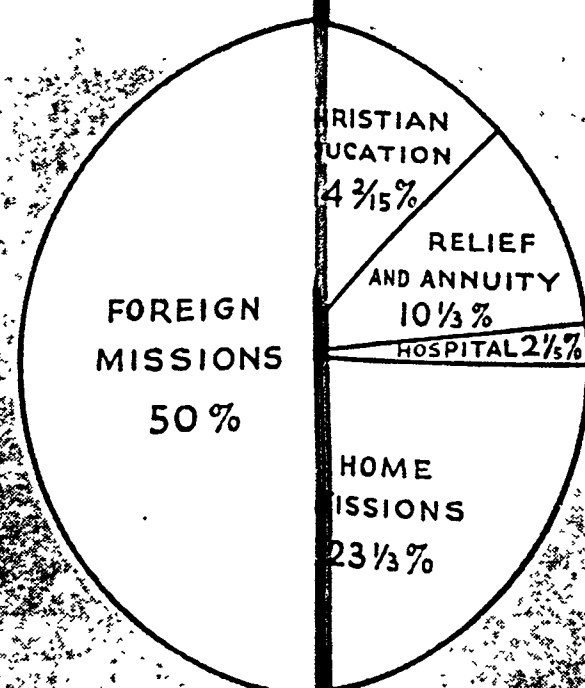 FOREIGN
MISSIONS
50 %
RISTIAN
UCATION
4 2/15 %
RELIEF
AND ANNUITY
10 1/3 %
HOSPITAL 2 1/5 %
HOME
ISSIONS
23 1/3 %